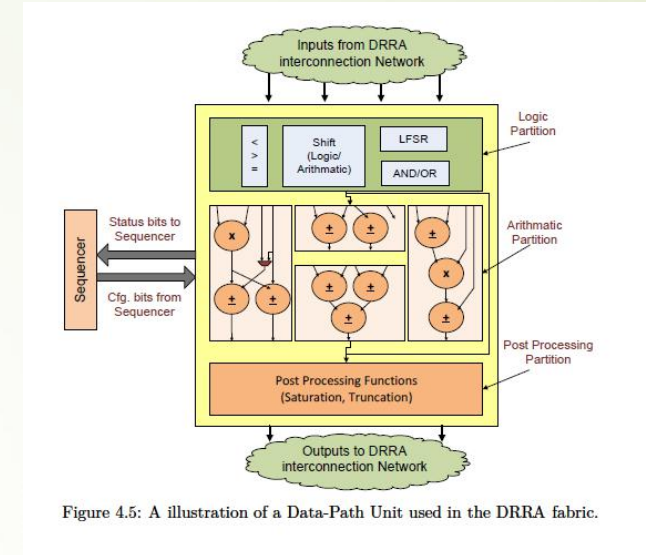 Inputs from DRRA
interconnection Network
Logic
Partition
<
>
=
Shift
(Logic/
Arithmatic)
LFSR
AND/OR
Sequencer
Status bits to
Sequencer
Cfg. bits from
Sequencer
x
±
±
±
±
±
±
±
±
x
±
Arithmatic
Partition
Post Processing
Partition
Post Processing Functions
(Saturation, Truncation)
Outputs to DRRA
interconnection Network
Figure 4.5: A illustration of a Data-Path Unit used in the DRRA fabric.